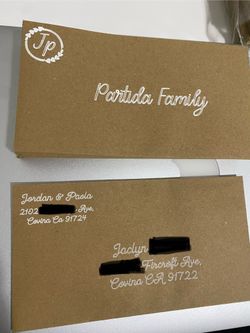 Jp
Partida Family
Jordan & Paola
2102 Ave,
Covina Ca 91724
Jaclyn
Fircroft Ave,
Covina CA 91722